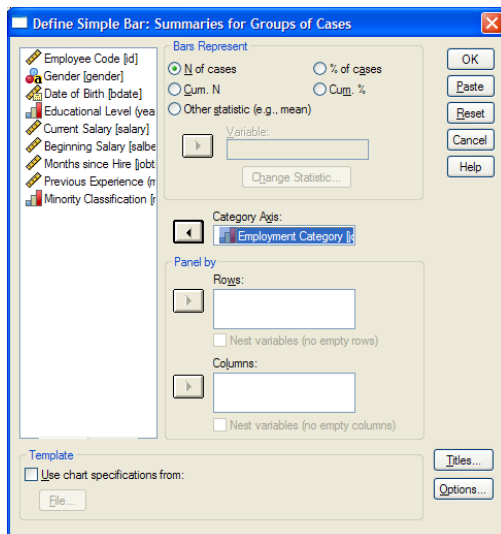 Define Simple Bar: Summaries for Groups of Cases
Employee Code [id]
Gender [gender]
Date of Birth [bdate]
Educational Level (yea
Current Salary [salary]
Beginning Salary [salbe
Months since Hire [jobt
Previous Experience (m
Minority Classification [r
Bars Represent
N of cases
% of cases
Cum. N
Cum. %
Other statistic (e.g., mean)
Variable:
Change Statistic...
Category Axis:
Employment Category [jo
Panel by
Rows:
Nest variables (no empty rows)
Columns:
Nest variables (no empty columns)
OK
Paste
Reset
Cancel
Help
Template
Use chart specifications from:
File...
Titles...
Options...